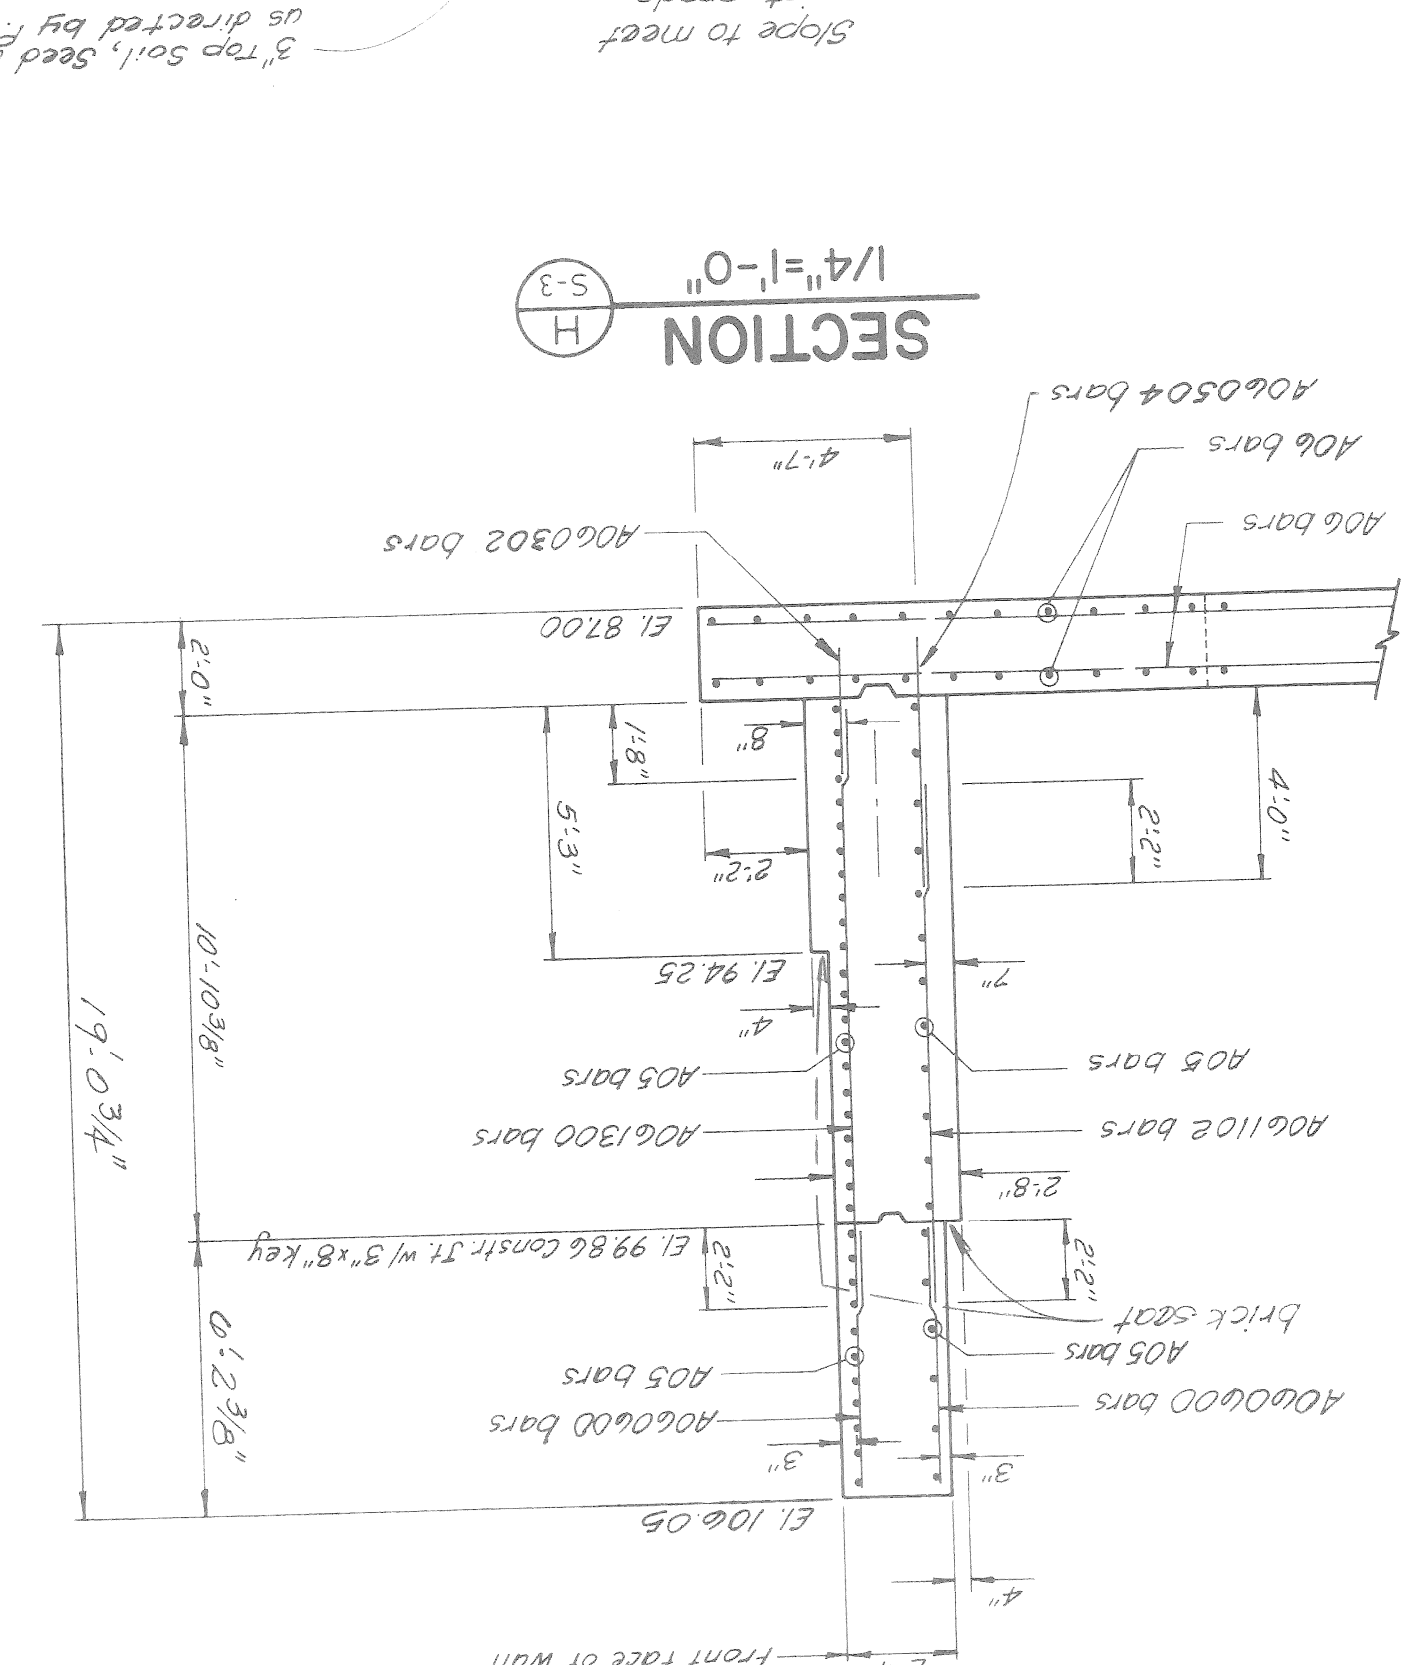 Front face of wall
4"
El. 106.05
3"
3"
A060600 bars
A060600 bars
A05 bars
A05 bars
brick seat
6'-2 3/8"
2'-2"
2'-2"
El. 99.86 Constr. Jt. w/ 3"x8" key
2'-8"
A061102 bars
A061300 bars
A05 bars
A05 bars
19'-0 3/4"
4"
7"
El. 94.25
10'-10 3/8"
2'-2"
5'-3"
4'-0"
2'-2"
8"
1'-8"
2'-0"
El. 87.00
A06 bars
A060302 bars
A06 bars
4'-7"
A060504 bars
SECTION
H
1/4"=1'-0"
S-3
Slope to meet
3" Top Soil, Seed
as directed by